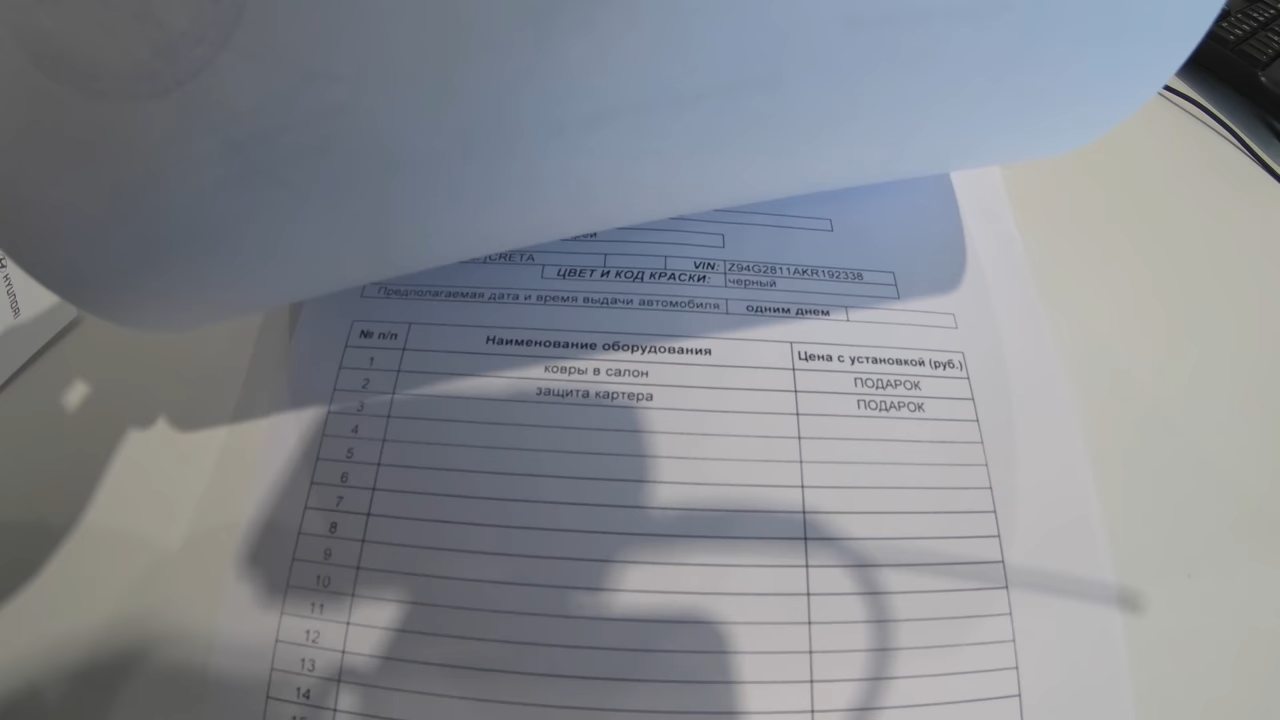 CRETA VIN: Z94G2811AKR192338
ЦВЕТ И КОД КРАСКИ: черный
Предполагаемая дата и время выдачи автомобиля одним днем
№ п/п Наименование оборудования Цена с установкой (руб.)
1 ковры в салон ПОДАРОК
2 защита картера ПОДАРОК
3
4
5
6
7
8
9
10
11
12
13
14
HYUNDAI